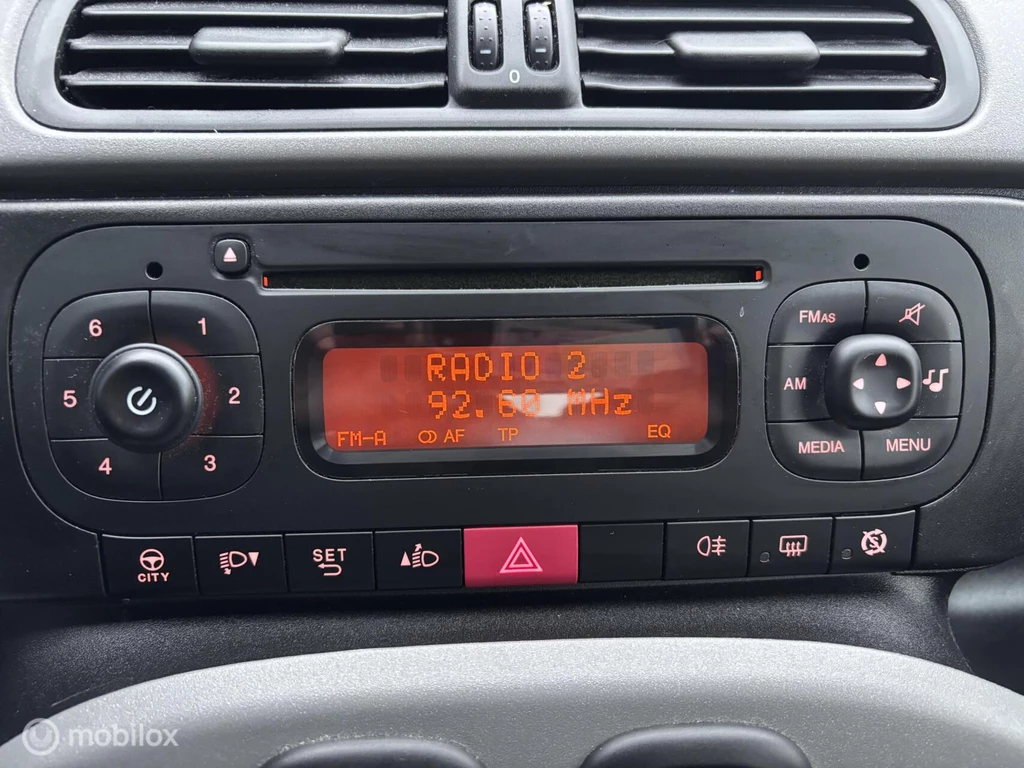 0
6 1
5 2
4 3
RADIO 2
92.60 MHz
FM-A AF TP EQ
FMAS
AM
MEDIA MENU
CITY
SET
mobilox